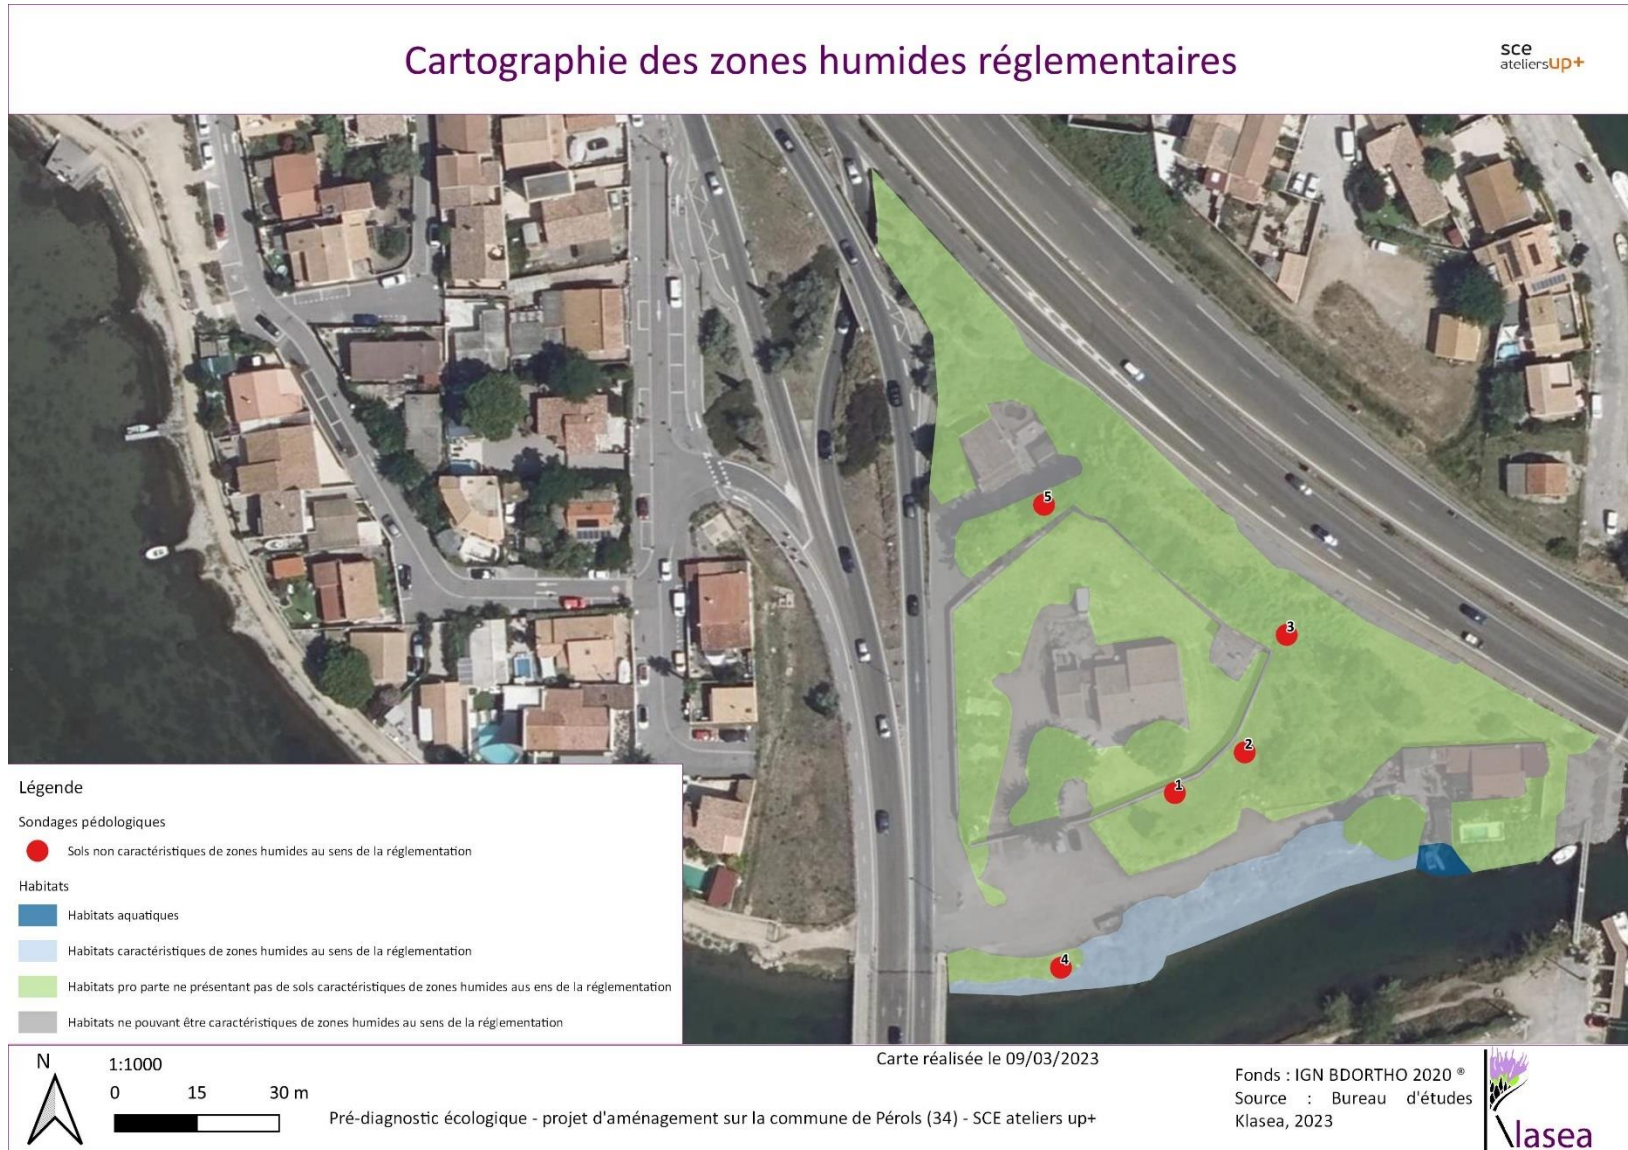 Cartographie des zones humides réglementaires
sce
ateliersup+
5
3
2
1
4
Légende
Sondages pédologiques
Sols non caractéristiques de zones humides au sens de la réglementation
Habitats
Habitats aquatiques
Habitats caractéristiques de zones humides au sens de la réglementation
Habitats pro parte ne présentant pas de sols caractéristiques de zones humides aus ens de la réglementation
Habitats ne pouvant être caractéristiques de zones humides au sens de la réglementation
N
1:1000
0 15 30 m
Carte réalisée le 09/03/2023
Pré-diagnostic écologique - projet d'aménagement sur la commune de Pérols (34) - SCE ateliers up+
Fonds : IGN BDORTHO 2020 ®
Source : Bureau d'études
Klasea, 2023
Klasea